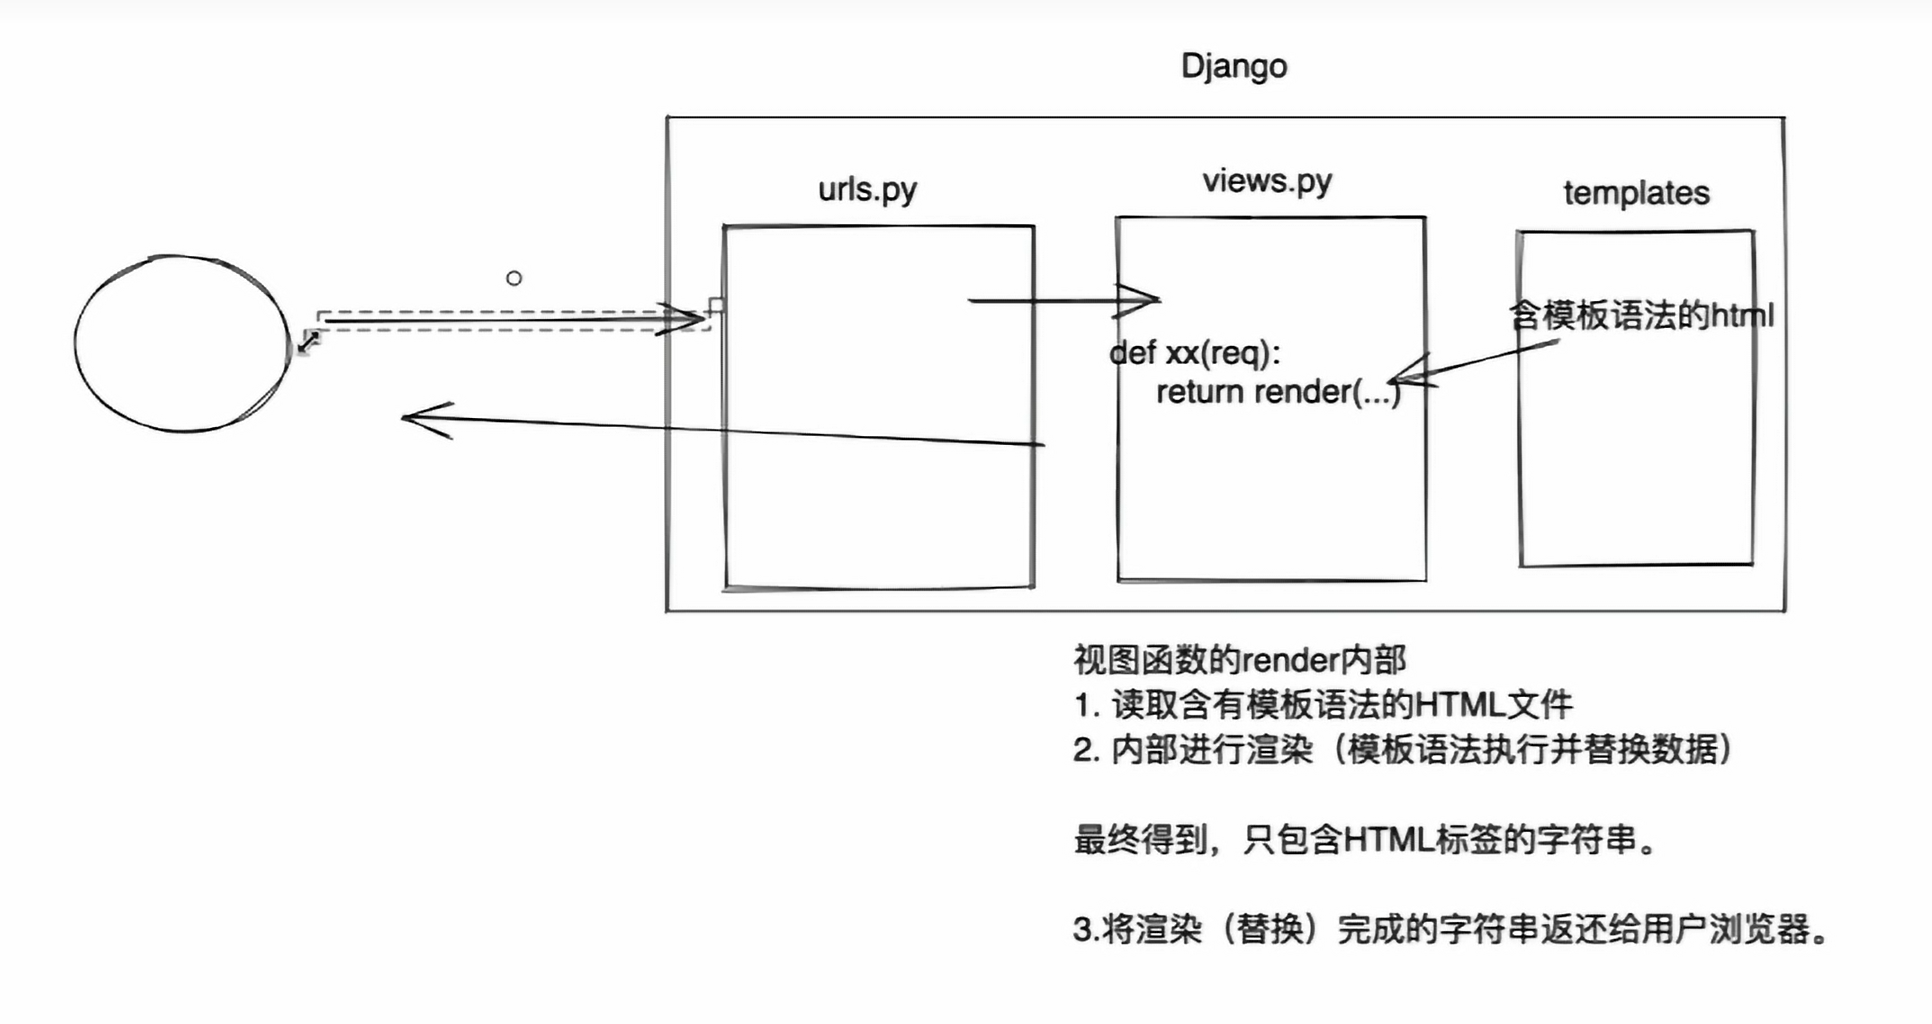 Django
urls.py
views.py
templates
含模板语法的html
def xx(req):
return render(...)
视图函数的render内部
1. 读取含有模板语法的HTML文件
2. 内部进行渲染（模板语法执行并替换数据）
最终得到，只包含HTML标签的字符串。
3.将渲染（替换）完成的字符串返还给用户浏览器。